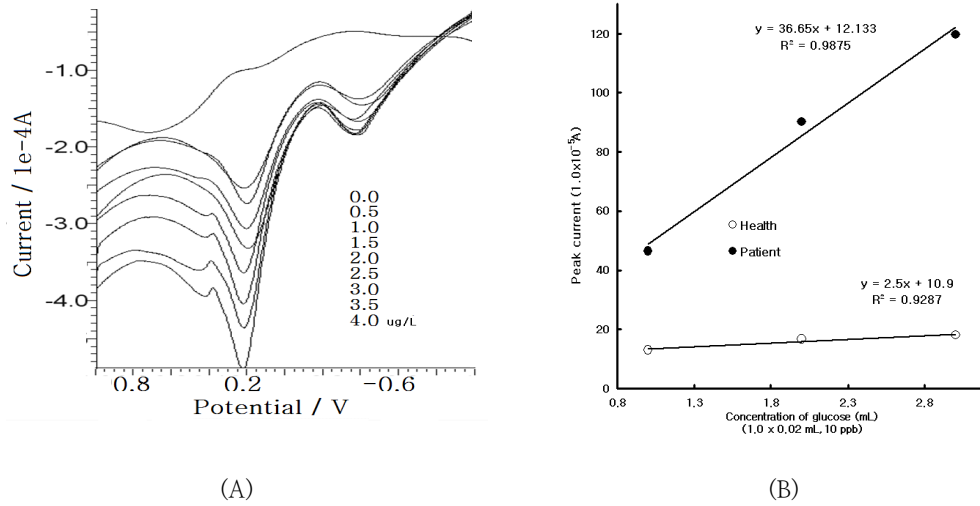 -1.0
-2.0
-3.0
-4.0
Current / 1e-4A
0.0
0.5
1.0
1.5
2.0
2.5
3.0
3.5
4.0 ug/L
0.8 0.2 -0.6
Potential / V
(A)
120
100
80
60
40
20
0
Peak current (1.0x10⁻⁵A)
y = 36.65x + 12.133
R² = 0.9875
Health
Patient
y = 2.5x + 10.9
R² = 0.9287
0.8 1.3 1.8 2.3 2.8
Concentration of glucose (mL)
(1.0 x 0.02 mL, 10 ppb)
(B)